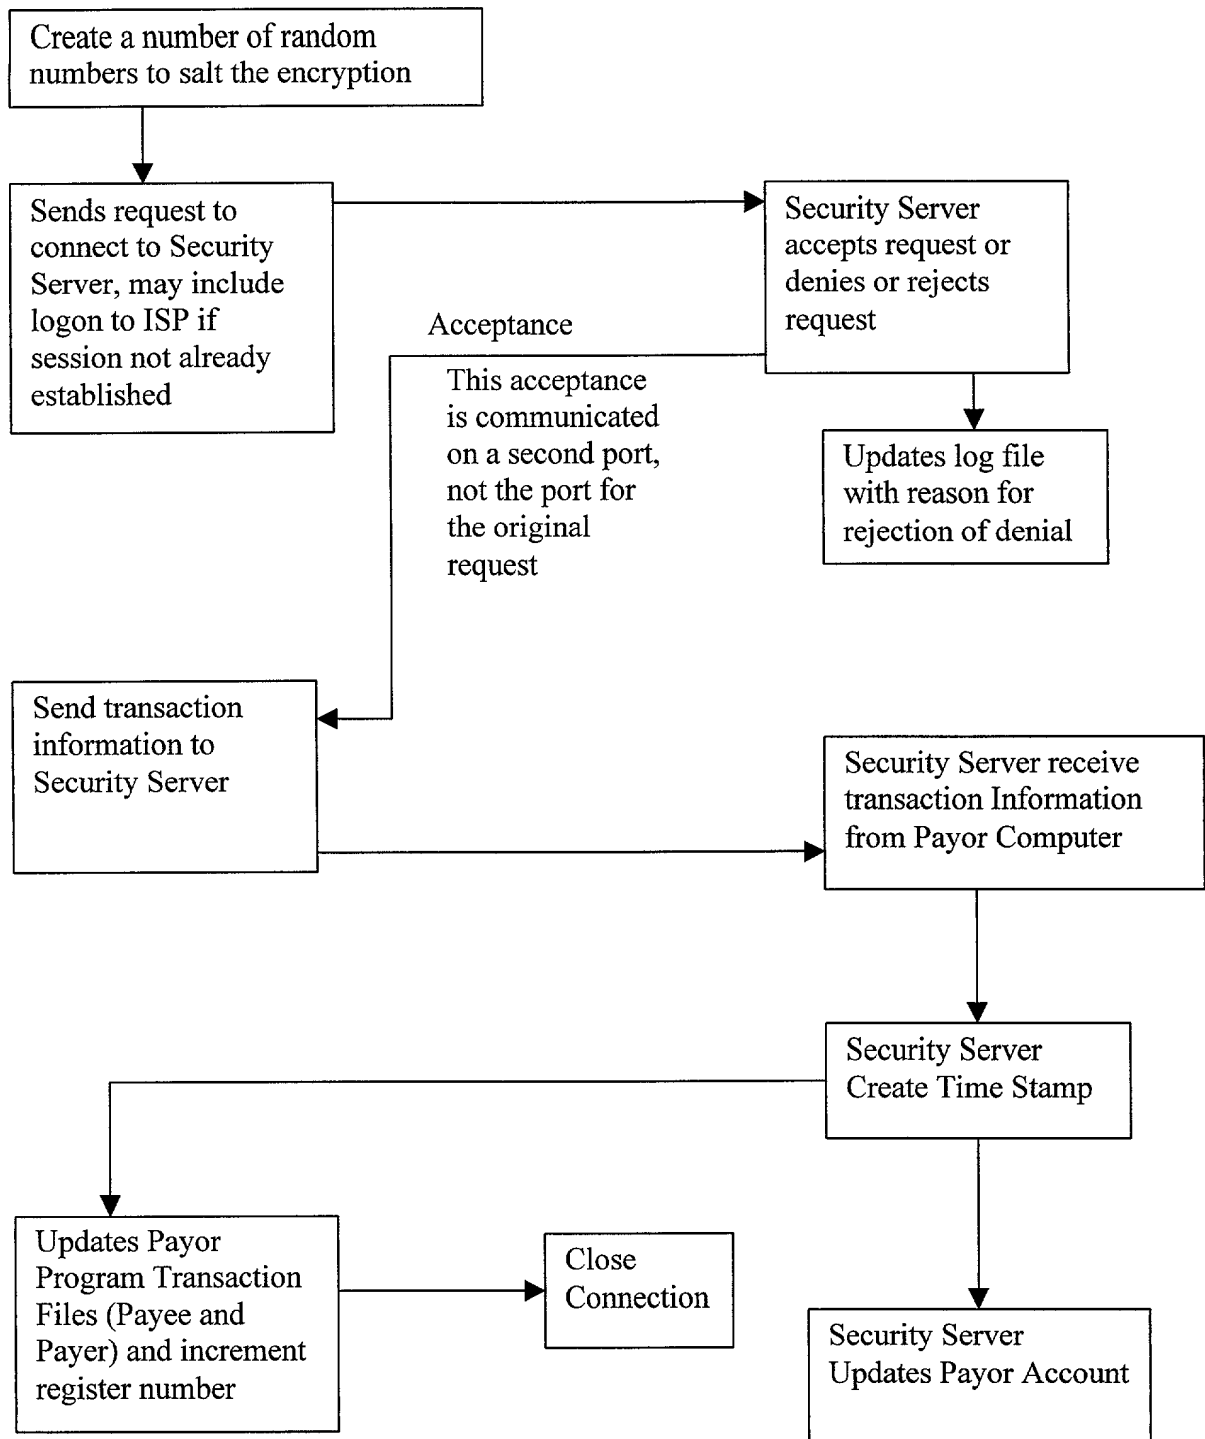 Create a number of random
numbers to salt the encryption
Sends request to
connect to Security
Server, may include
logon to ISP if
session not already
established
Security Server
accepts request or
denies or rejects
request
Acceptance
This acceptance
is communicated
on a second port,
not the port for
the original
request
Updates log file
with reason for
rejection of denial
Send transaction
information to
Security Server
Security Server receive
transaction Information
from Payor Computer
Security Server
Create Time Stamp
Updates Payor
Program Transaction
Files (Payee and
Payer) and increment
register number
Close
Connection
Security Server
Updates Payor Account